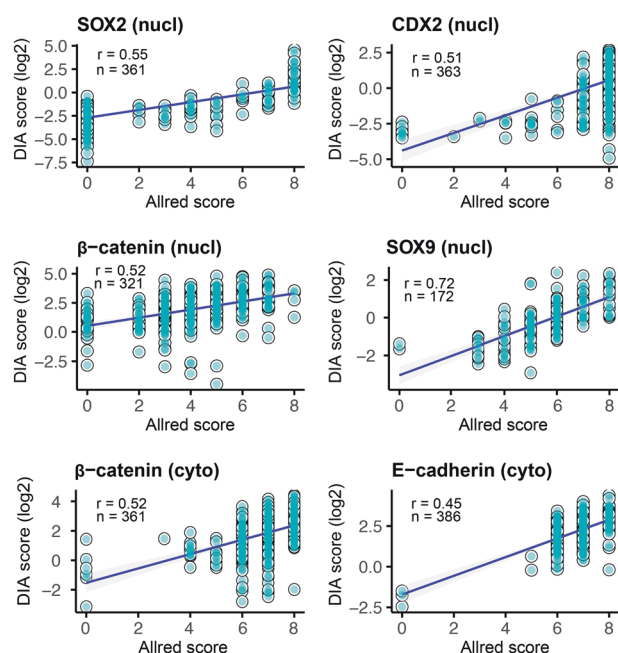 SOX2 (nucl)
DIA score (log2)
5.0
2.5
0.0
−2.5
−5.0
−7.5
r = 0.55
n = 361
0 2 4 6 8
Allred score
CDX2 (nucl)
DIA score (log2)
2.5
0.0
−2.5
−5.0
r = 0.51
n = 363
0 2 4 6 8
Allred score
β−catenin (nucl)
DIA score (log2)
5.0
2.5
0.0
−2.5
r = 0.52
n = 321
0 2 4 6 8
Allred score
SOX9 (nucl)
DIA score (log2)
2
0
−2
r = 0.72
n = 172
0 2 4 6 8
Allred score
β−catenin (cyto)
DIA score (log2)
4
2
0
−2
r = 0.52
n = 361
0 2 4 6 8
Allred score
E-cadherin (cyto)
DIA score (log2)
2.5
0.0
−2.5
r = 0.45
n = 386
0 2 4 6 8
Allred score